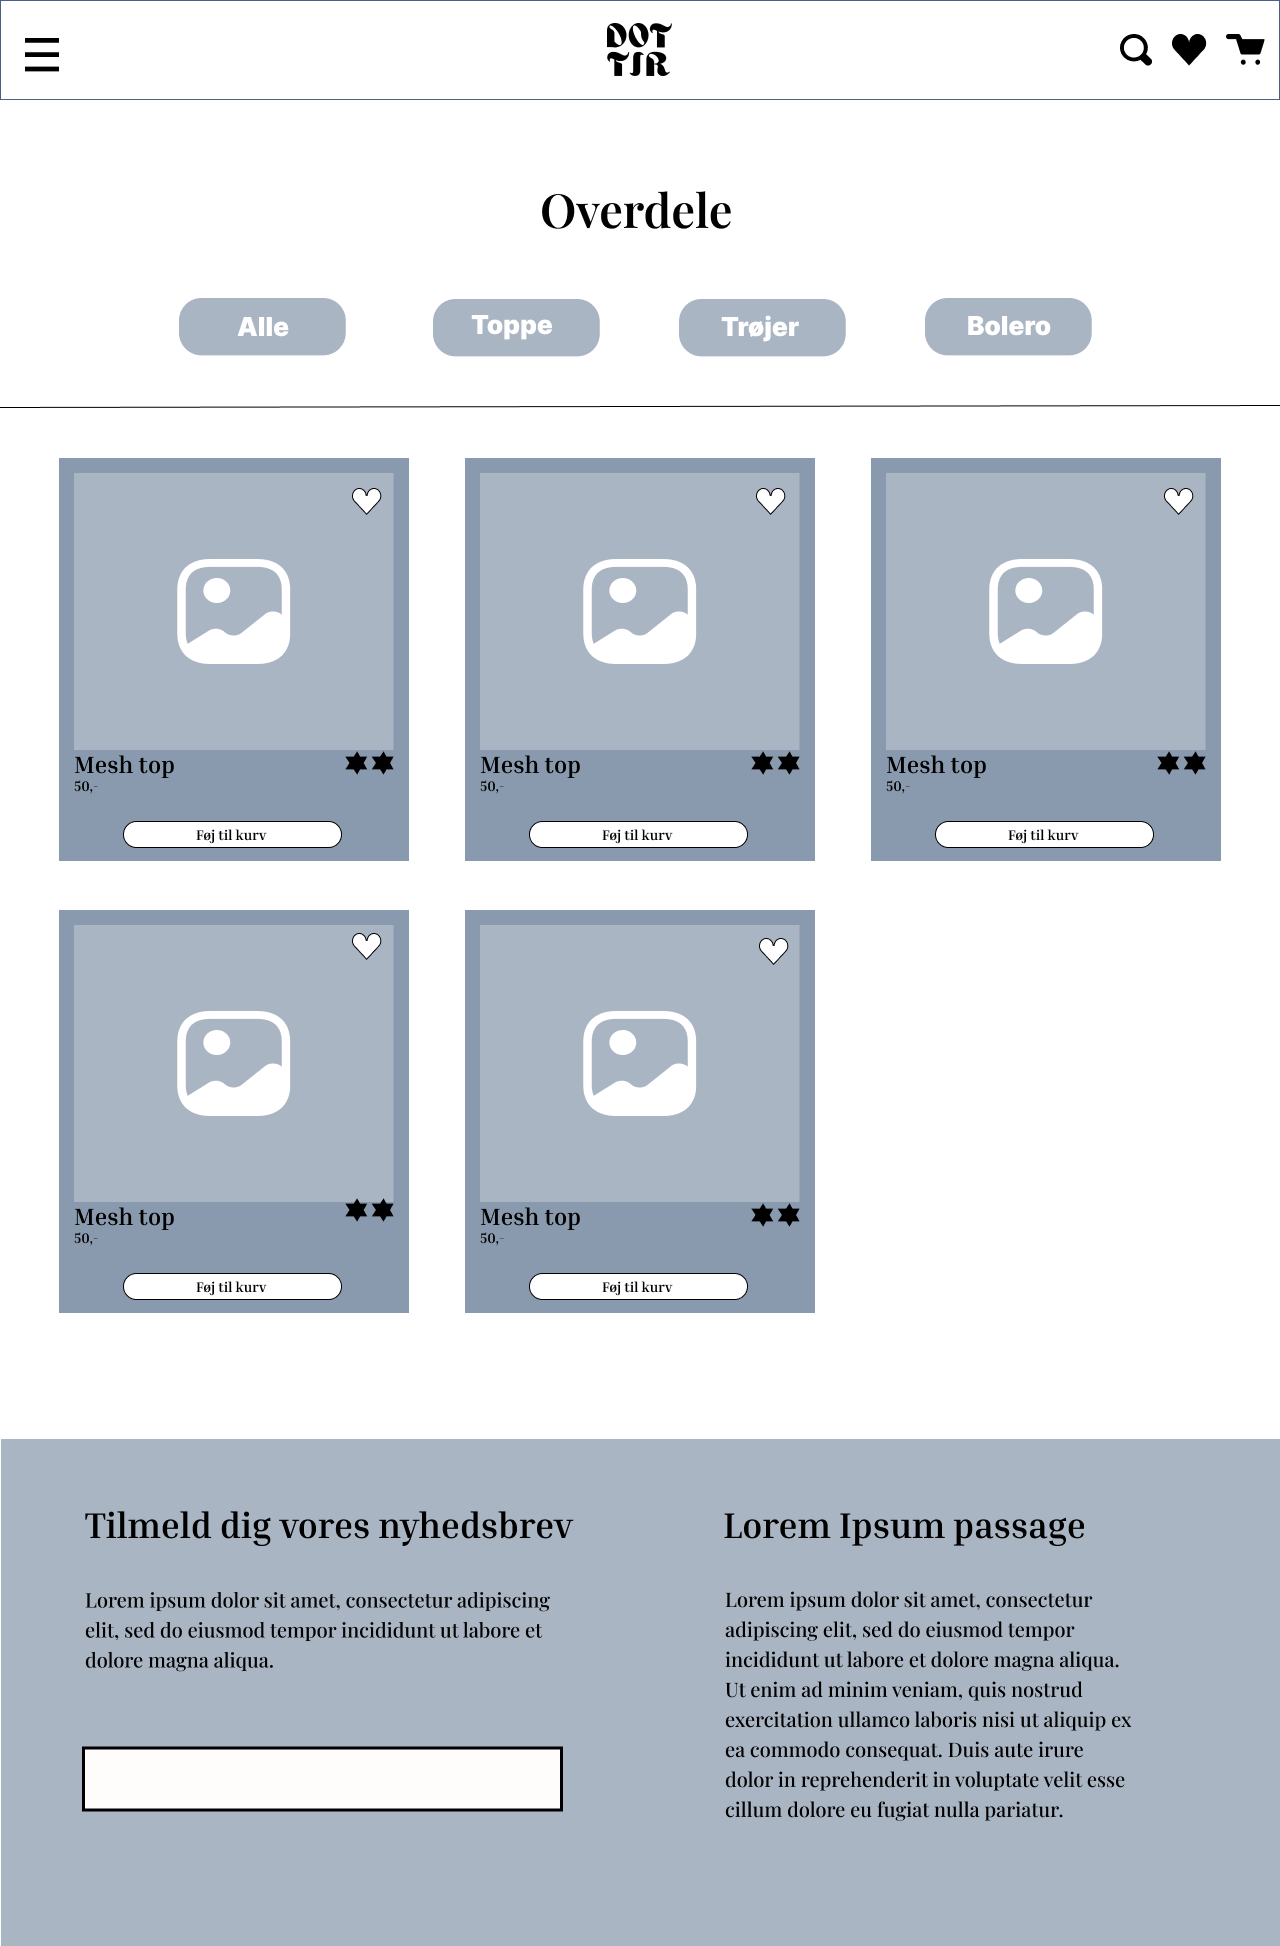 DOT
TIR
Overdele
Alle
Toppe
Trøjer
Bolero
Mesh top
50,-
Føj til kurv
Mesh top
50,-
Føj til kurv
Mesh top
50,-
Føj til kurv
Mesh top
50,-
Føj til kurv
Mesh top
50,-
Føj til kurv
Tilmeld dig vores nyhedsbrev
Lorem ipsum dolor sit amet, consectetur adipiscing
elit, sed do eiusmod tempor incididunt ut labore et
dolore magna aliqua.
Lorem Ipsum passage
Lorem ipsum dolor sit amet, consectetur
adipiscing elit, sed do eiusmod tempor
incididunt ut labore et dolore magna aliqua.
Ut enim ad minim veniam, quis nostrud
exercitation ullamco laboris nisi ut aliquip ex
ea commodo consequat. Duis aute irure
dolor in reprehenderit in voluptate velit esse
cillum dolore eu fugiat nulla pariatur.